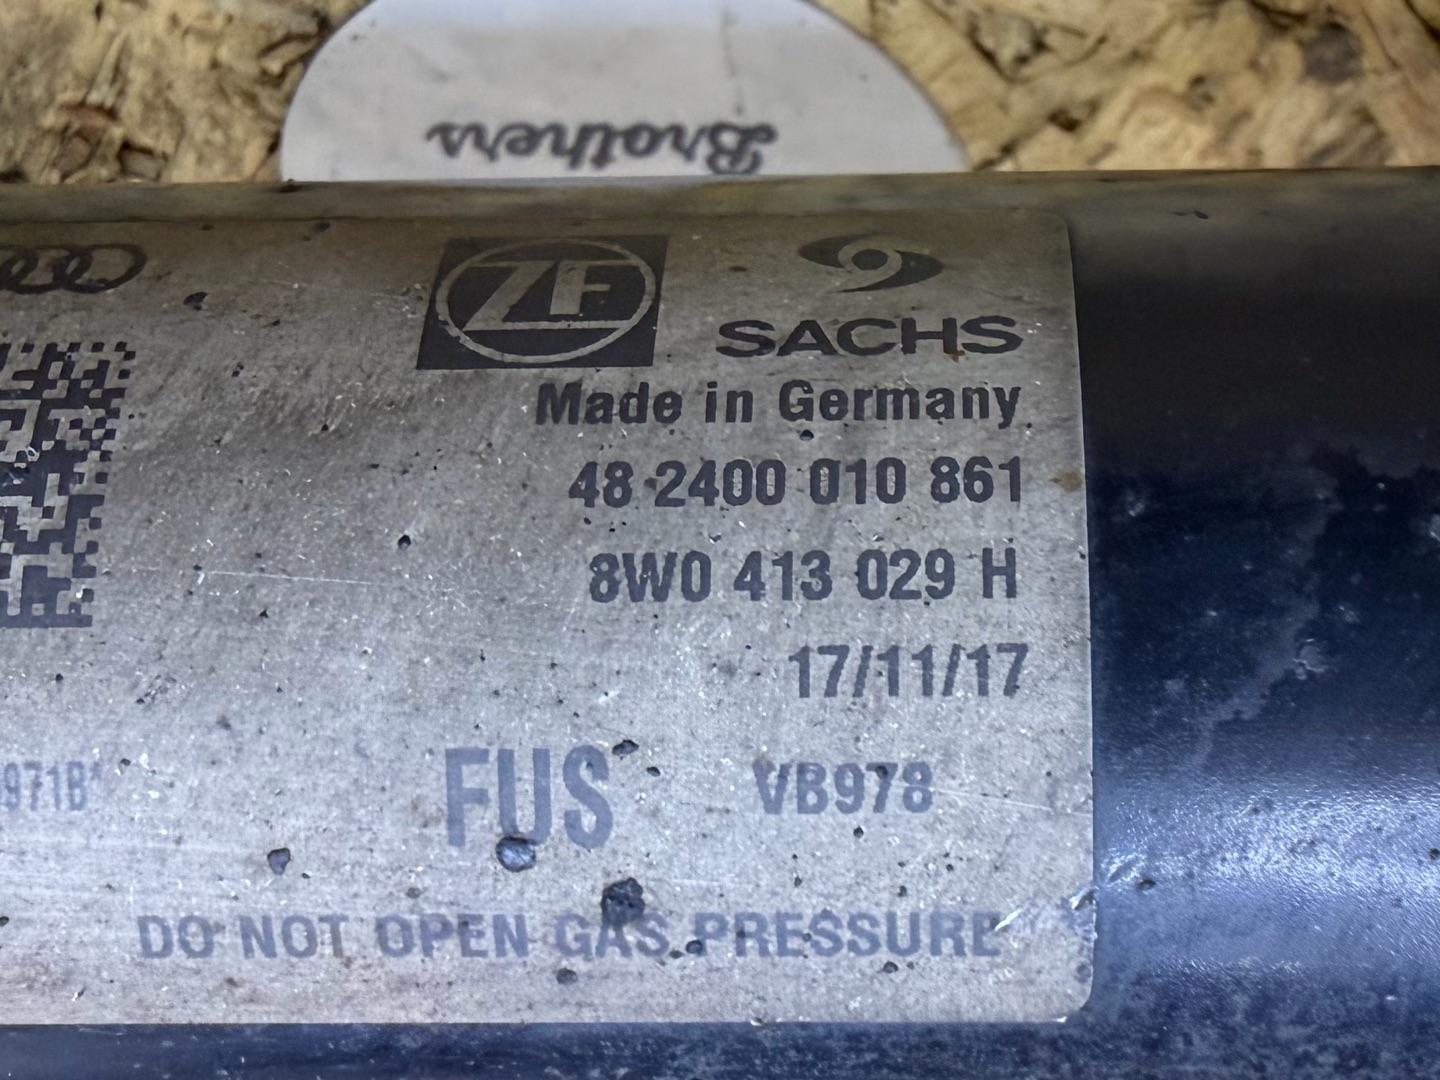 Brothers
ZF
SACHS
Made in Germany
48 2400 010 861
8W0 413 029 H
17/11/17
971B
FUS VB978
DO NOT OPEN GAS PRESSURE